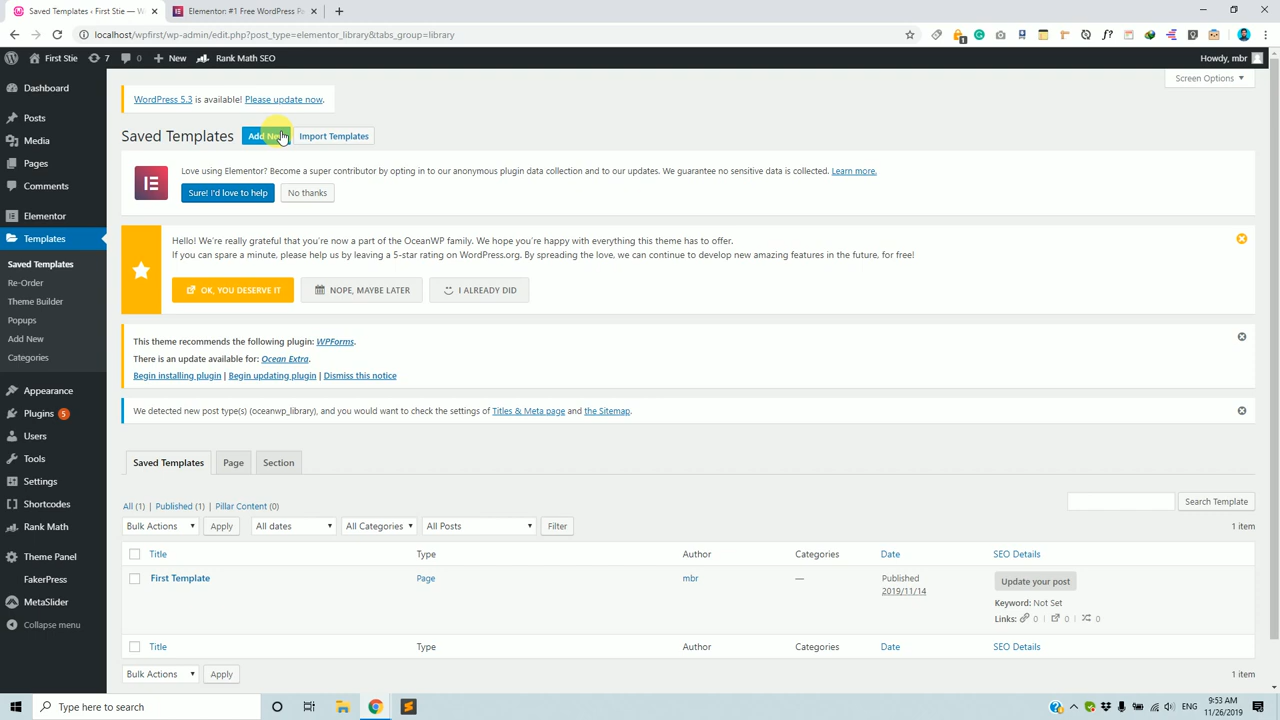 Saved Templates ‹ First Stie — W
Elementor: #1 Free WordPress P
localhost/wpfirst/wp-admin/edit.php?post_type=elementor_library&tabs_group=library
First Stie
7
0
New
Rank Math SEO
Howdy, mbr
Screen Options
Dashboard
Posts
Media
Pages
Comments
Elementor
Templates
Saved Templates
Re-Order
Theme Builder
Popups
Add New
Categories
Appearance
Plugins 5
Users
Tools
Settings
Shortcodes
Rank Math
Theme Panel
FakerPress
MetaSlider
Collapse menu
WordPress 5.3 is available! Please update now.
Saved Templates
Add New
Import Templates
Love using Elementor? Become a super contributor by opting in to our anonymous plugin data collection and to our updates. We guarantee no sensitive data is collected. Learn more.
Sure! I'd love to help
No thanks
Hello! We're really grateful that you're now a part of the OceanWP family. We hope you're happy with everything this theme has to offer.
If you can spare a minute, please help us by leaving a 5-star rating on WordPress.org. By spreading the love, we can continue to develop new amazing features in the future, for free!
OK, YOU DESERVE IT
NOPE, MAYBE LATER
I ALREADY DID
This theme recommends the following plugin: WPForms.
There is an update available for: Ocean Extra.
Begin installing plugin | Begin updating plugin | Dismiss this notice
We detected new post type(s) (oceanwp_library), and you would want to check the settings of Titles & Meta page and the Sitemap.
Saved Templates
Page
Section
All (1) | Published (1) | Pillar Content (0)
Search Template
Bulk Actions
Apply
All dates
All Categories
All Posts
Filter
1 item
Title
Type
Author
Categories
Date
SEO Details
First Template
Page
mbr
—
Published
2019/11/14
Update your post
Keyword: Not Set
Links: 0 | 0 | 0
Title
Type
Author
Categories
Date
SEO Details
Bulk Actions
Apply
1 item
Type here to search
ENG
9:53 AM
11/26/2019